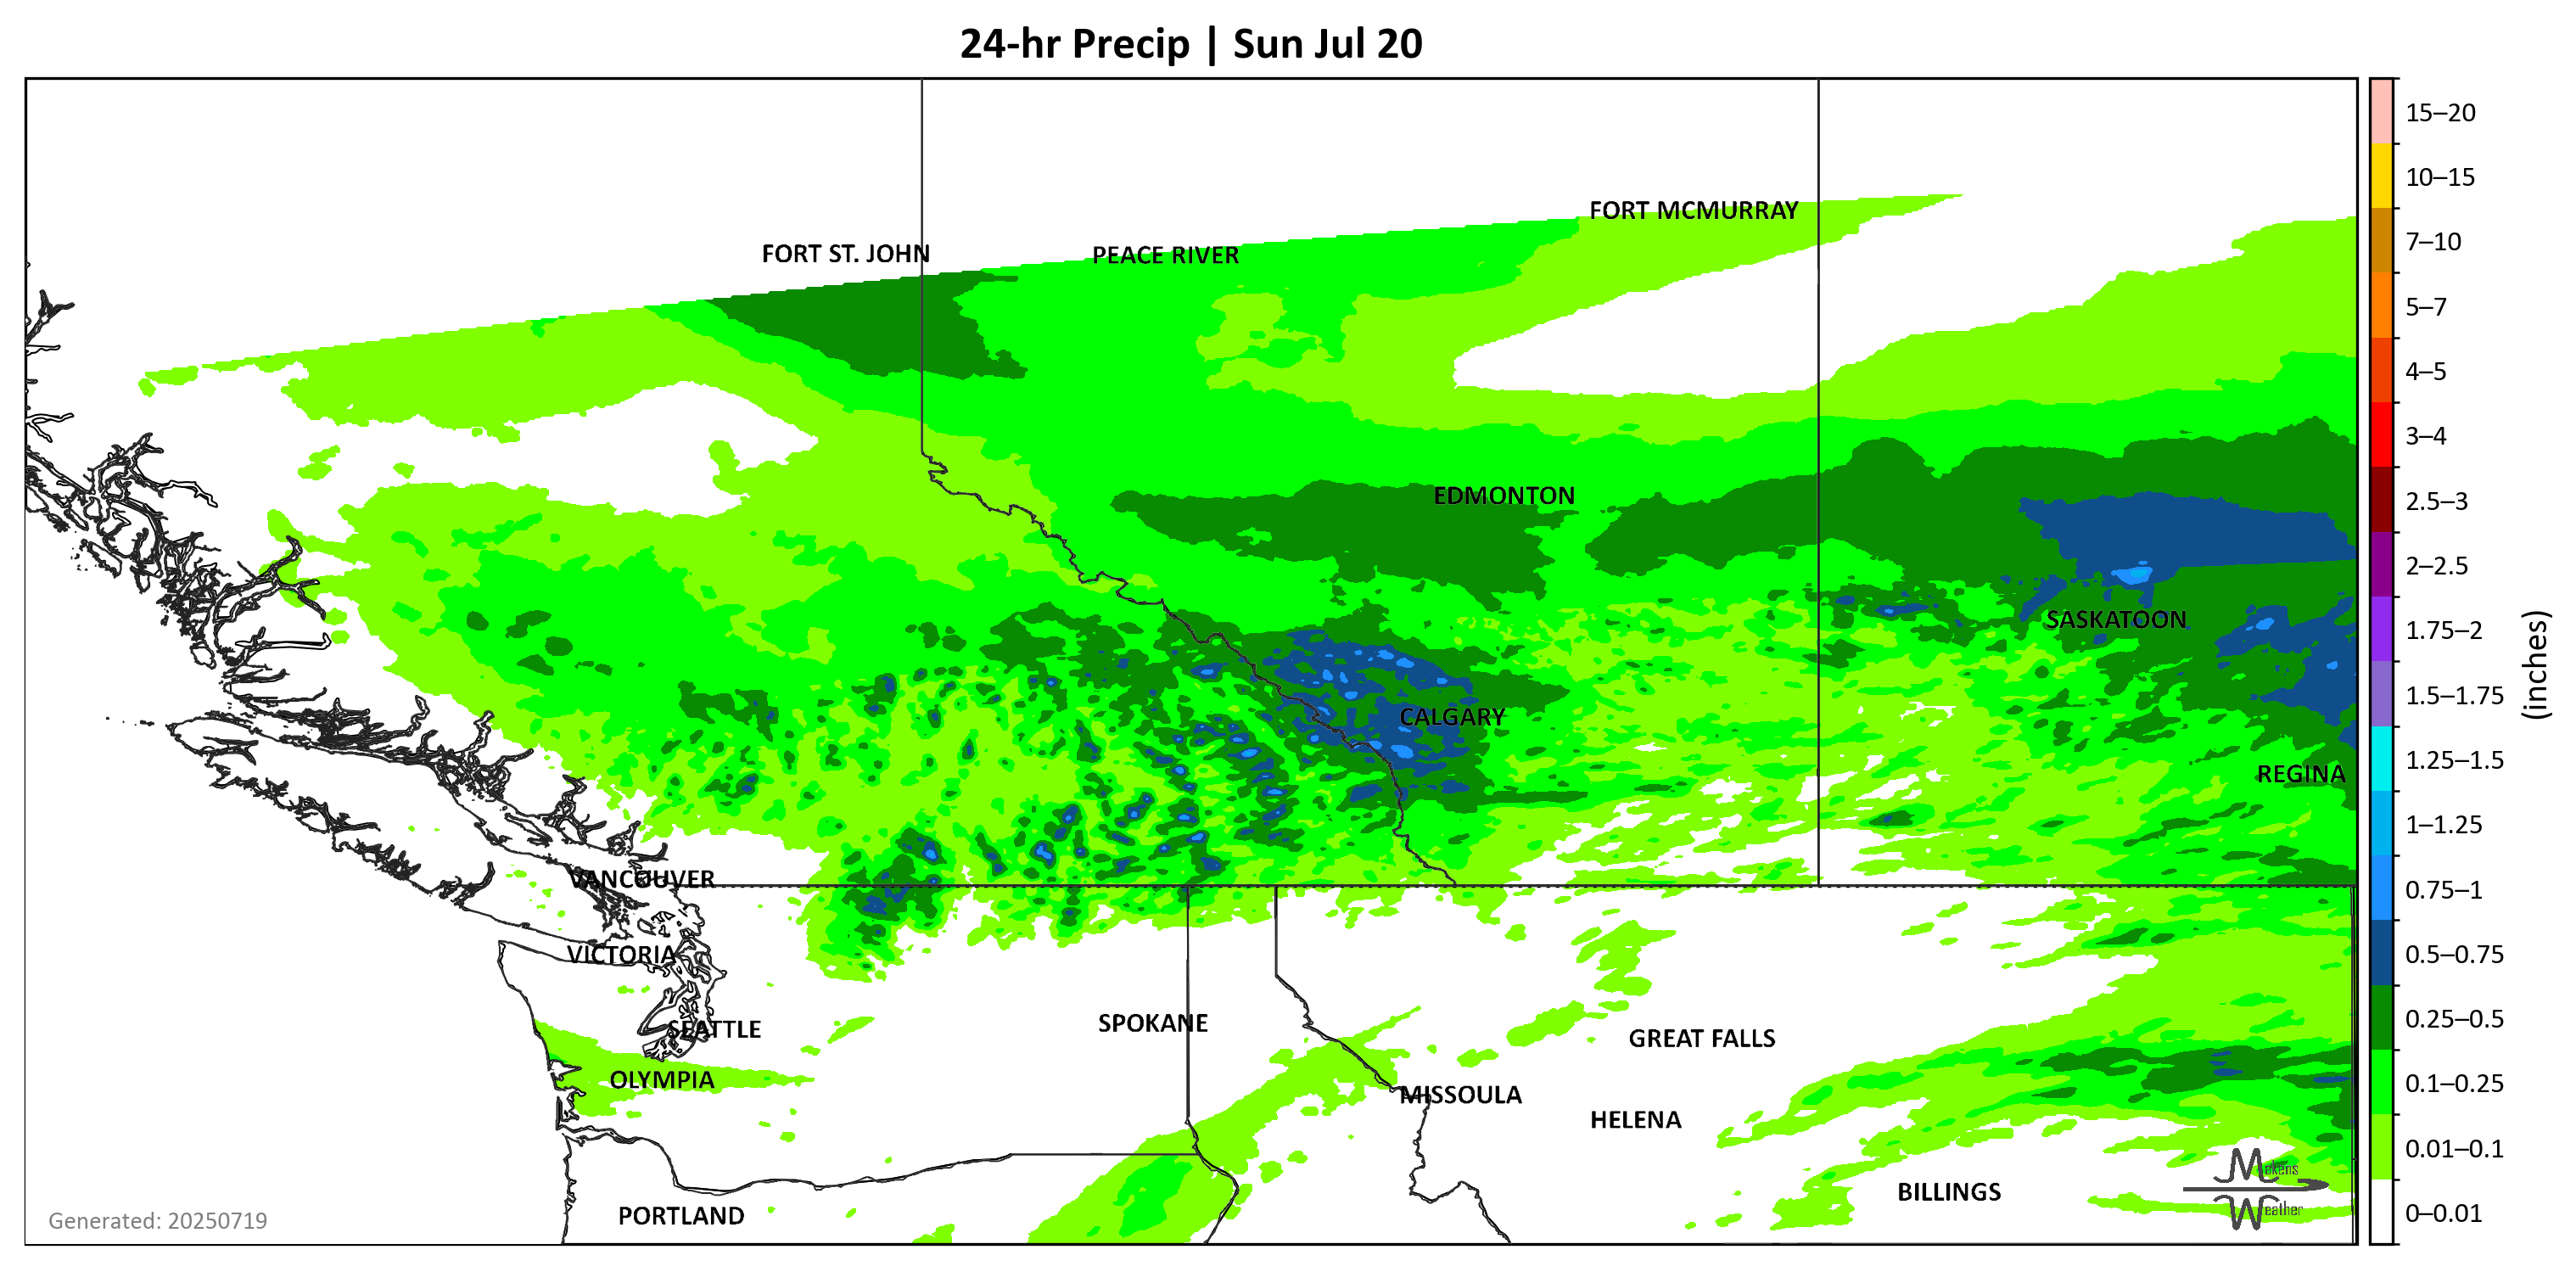 24-hr Precip | Sun Jul 20
FORT MCMURRAY
FORT ST. JOHN
PEACE RIVER
EDMONTON
SASKATOON
CALGARY
REGINA
VANCOUVER
VICTORIA
SPOKANE
SEATTLE
GREAT FALLS
OLYMPIA
MISSOULA
HELENA
BILLINGS
PORTLAND
Generated: 20250719
Weather
15–20
10–15
7–10
5–7
4–5
3–4
2.5–3
2–2.5
1.75–2
1.5–1.75
1.25–1.5
1–1.25
0.75–1
0.5–0.75
0.25–0.5
0.1–0.25
0.01–0.1
0–0.01
(inches)